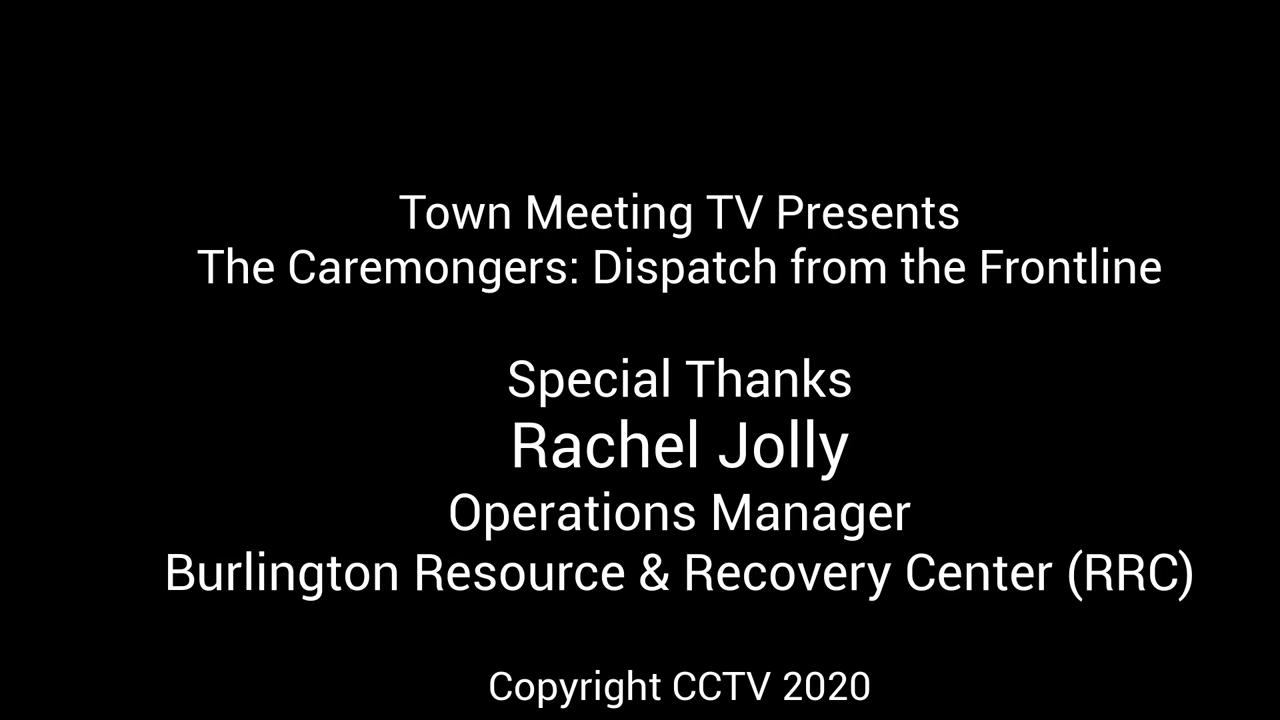 Town Meeting TV Presents
The Caremongers: Dispatch from the Frontline
Special Thanks
Rachel Jolly
Operations Manager
Burlington Resource & Recovery Center (RRC)
Copyright CCTV 2020